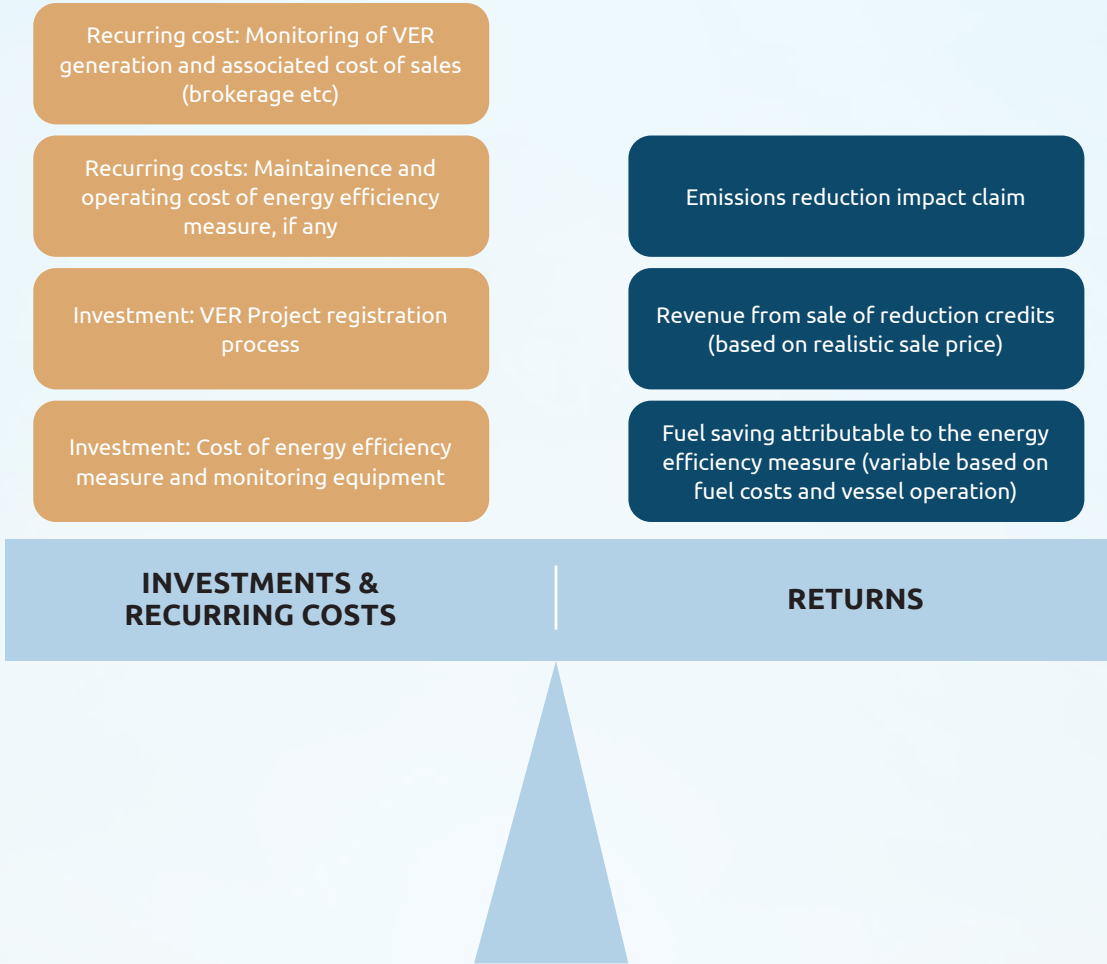 Recurring cost: Monitoring of VER
generation and associated cost of sales
(brokerage etc)
Recurring costs: Maintainence and
operating cost of energy efficiency
measure, if any
Investment: VER Project registration
process
Investment: Cost of energy efficiency
measure and monitoring equipment
Emissions reduction impact claim
Revenue from sale of reduction credits
(based on realistic sale price)
Fuel saving attributable to the energy
efficiency measure (variable based on
fuel costs and vessel operation)
INVESTMENTS &
RECURRING COSTS
RETURNS